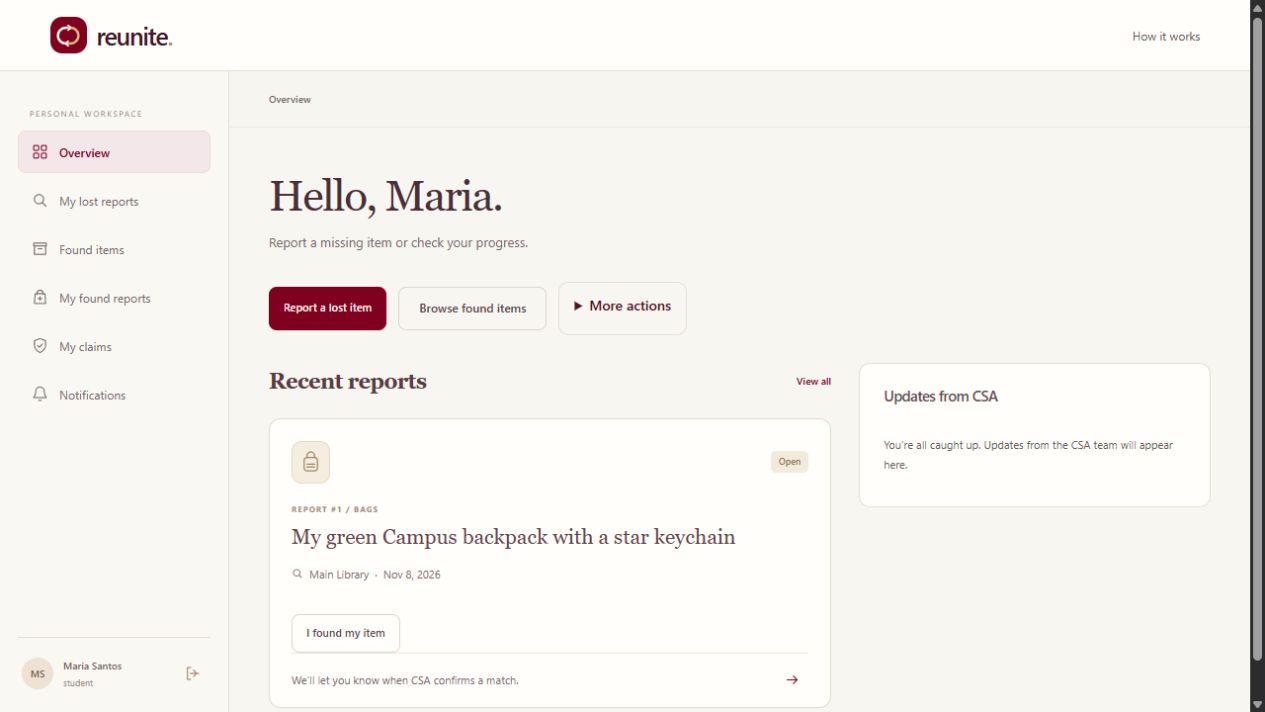 reunite.
How it works
PERSONAL WORKSPACE
Overview
My lost reports
Found items
My found reports
My claims
Notifications
MS
Maria Santos
student
Overview
Hello, Maria.
Report a missing item or check your progress.
Report a lost item
Browse found items
More actions
Recent reports
View all
Open
REPORT #1 / BAGS
My green Campus backpack with a star keychain
Main Library · Nov 8, 2026
I found my item
We'll let you know when CSA confirms a match.
Updates from CSA
You're all caught up. Updates from the CSA team will appear
here.